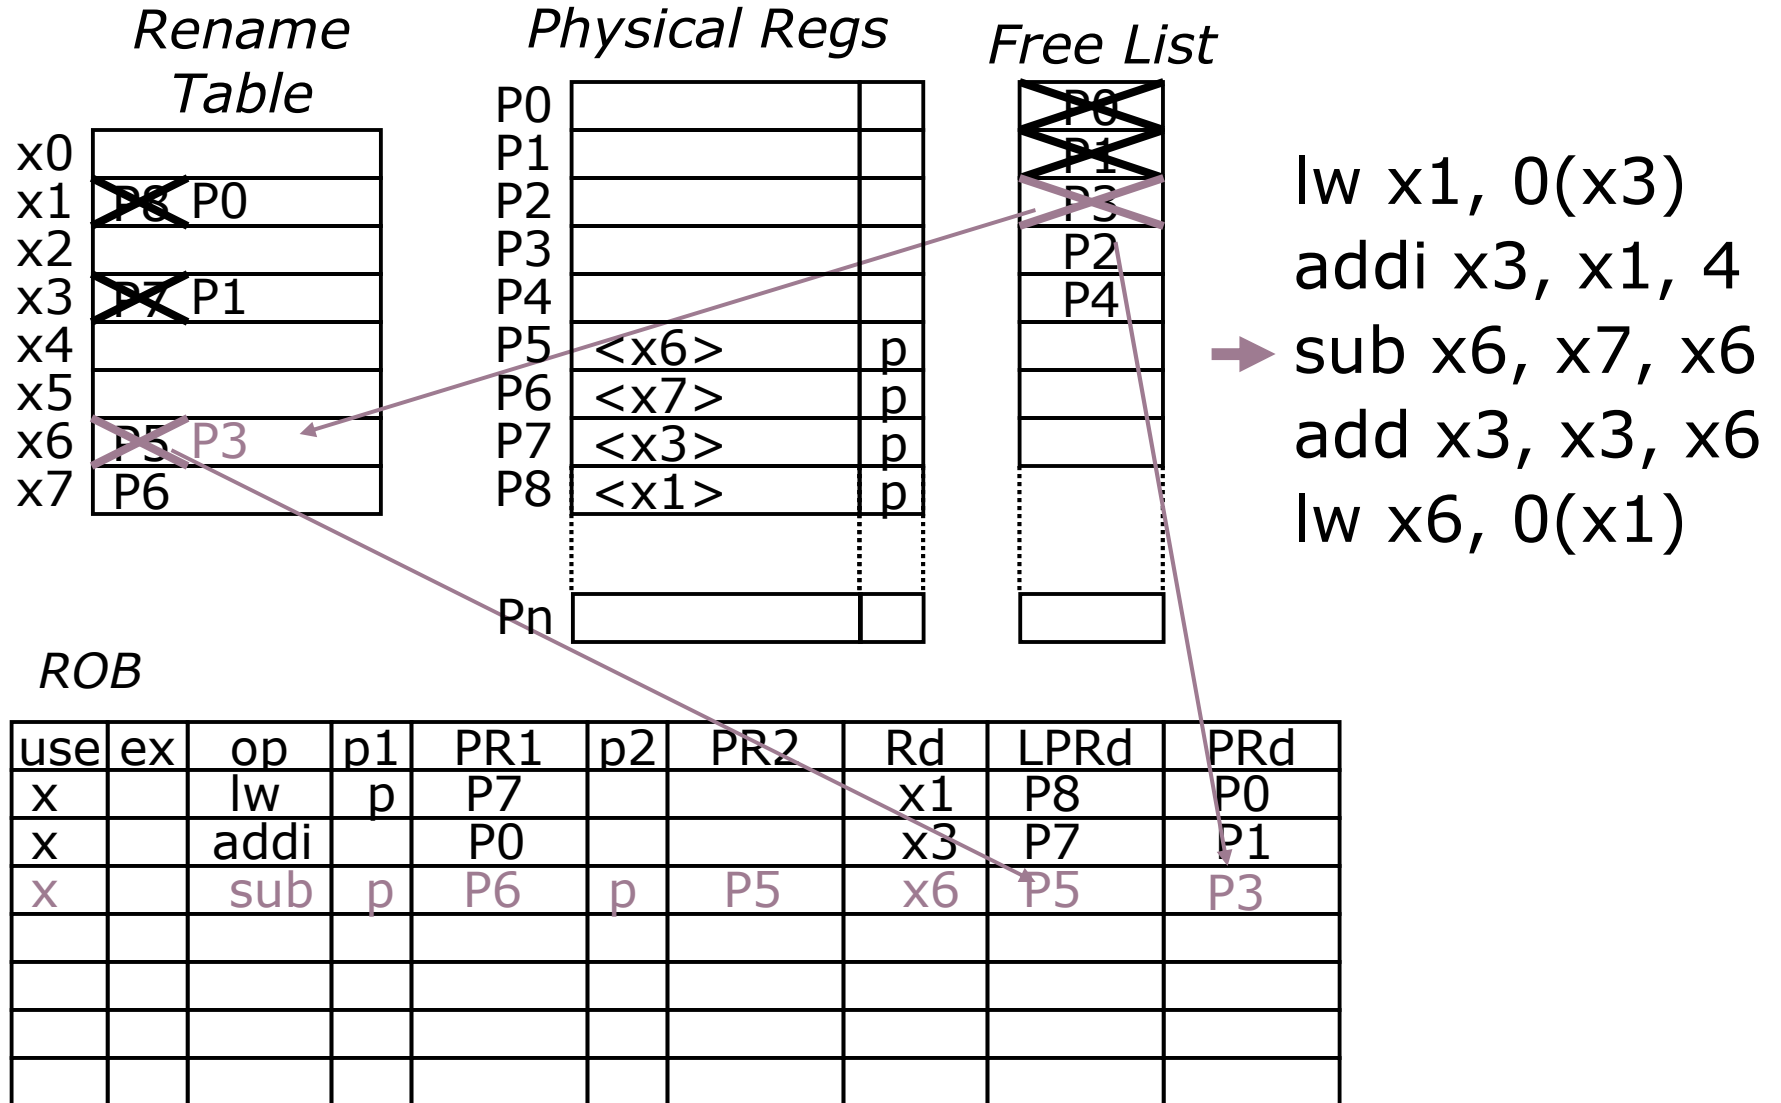 Rename
Table
x0
x1 P8 P0
x2
x3 P7 P1
x4
x5
x6 P5 P3
x7 P6
Physical Regs
P0
P1
P2
P3
P4
P5 <x6> p
P6 <x7> p
P7 <x3> p
P8 <x1> p
Pn
Free List
P0
P1
P3
P2
P4
lw x1, 0(x3)
addi x3, x1, 4
sub x6, x7, x6
add x3, x3, x6
lw x6, 0(x1)
ROB
use ex op p1 PR1 p2 PR2 Rd LPRd PRd
x lw p P7 x1 P8 P0
x addi P0 x3 P7 P1
x sub p P6 p P5 x6 P5 P3